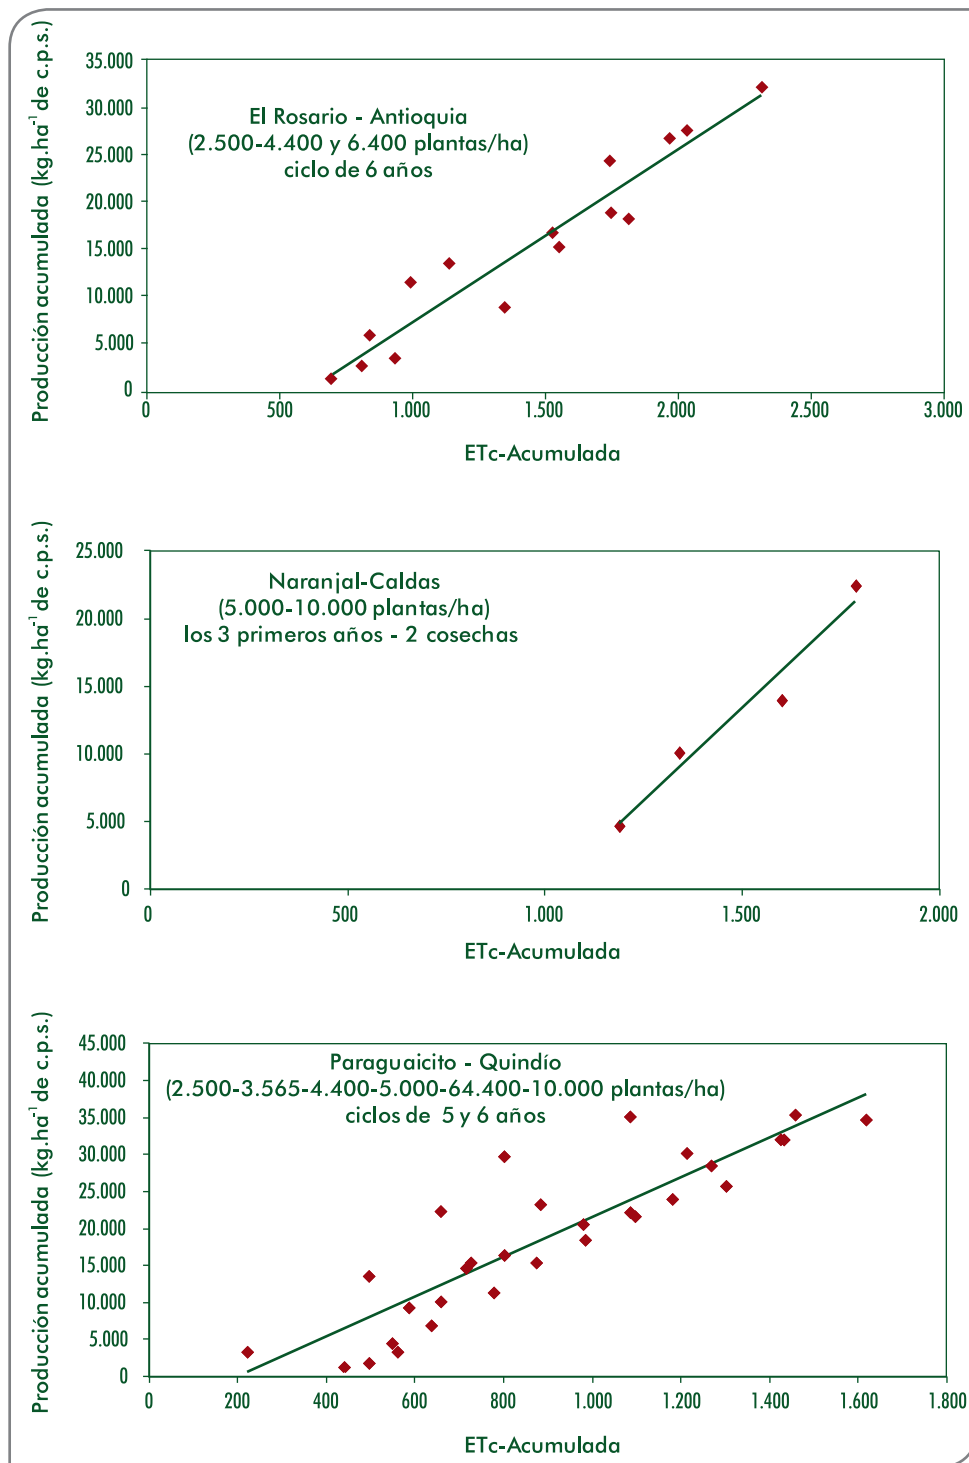 Producción acumulada (kg.ha⁻¹ de c.p.s.)
35.000
30.000
25.000
20.000
15.000
10.000
5.000
0
El Rosario - Antioquia
(2.500-4.400 y 6.400 plantas/ha)
ciclo de 6 años
0 500 1.000 1.500 2.000 2.500 3.000
ETc-Acumulada
Producción acumulada (kg.ha⁻¹ de c.p.s.)
25.000
20.000
15.000
10.000
5.000
0
Naranjal-Caldas
(5.000-10.000 plantas/ha)
los 3 primeros años - 2 cosechas
0 500 1.000 1.500 2.000
ETc-Acumulada
Producción acumulada (kg.ha⁻¹ de c.p.s.)
45.000
40.000
35.000
30.000
25.000
20.000
15.000
10.000
5.000
0
Paraguaicito - Quindío
(2.500-3.565-4.400-5.000-64.400-10.000 plantas/ha)
ciclos de 5 y 6 años
0 200 400 600 800 1.000 1.200 1.400 1.600 1.800
ETc-Acumulada